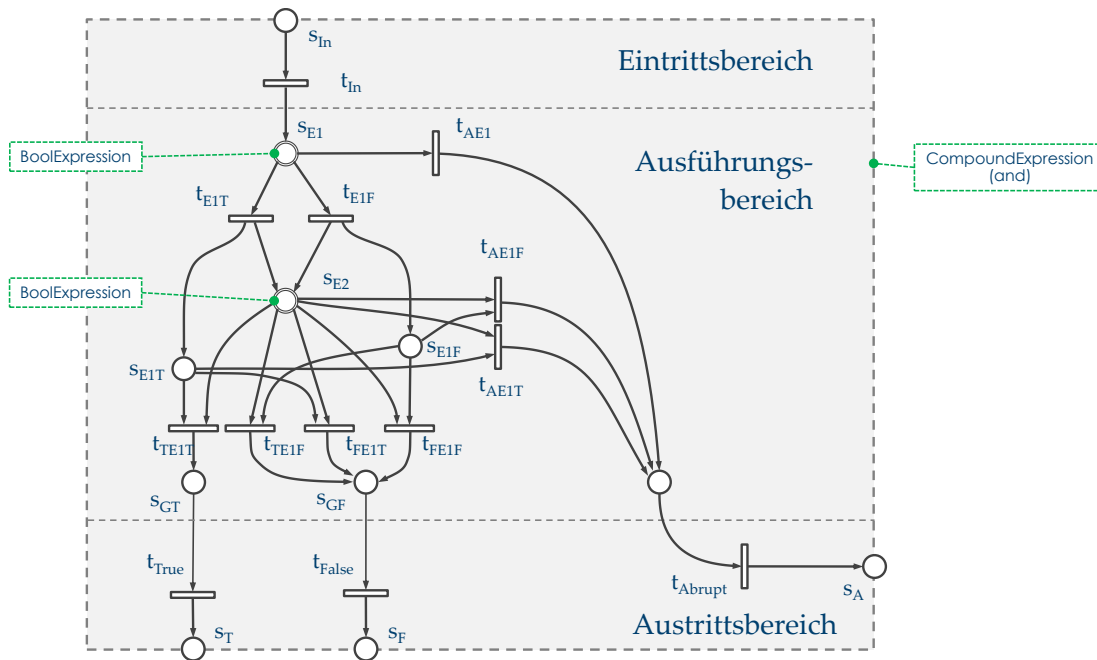 s_In
Eintrittsbereich
t_In
s_E1
t_AE1
BoolExpression
Ausführungs-
bereich
CompoundExpression
(and)
t_E1T
t_E1F
t_AE1F
s_E2
BoolExpression
s_E1F
s_E1T
t_AE1T
t_TE1T
t_TE1F
t_FE1T
t_FE1F
s_GT
s_GF
t_True
t_False
t_Abrupt
s_A
s_T
s_F
Austrittsbereich